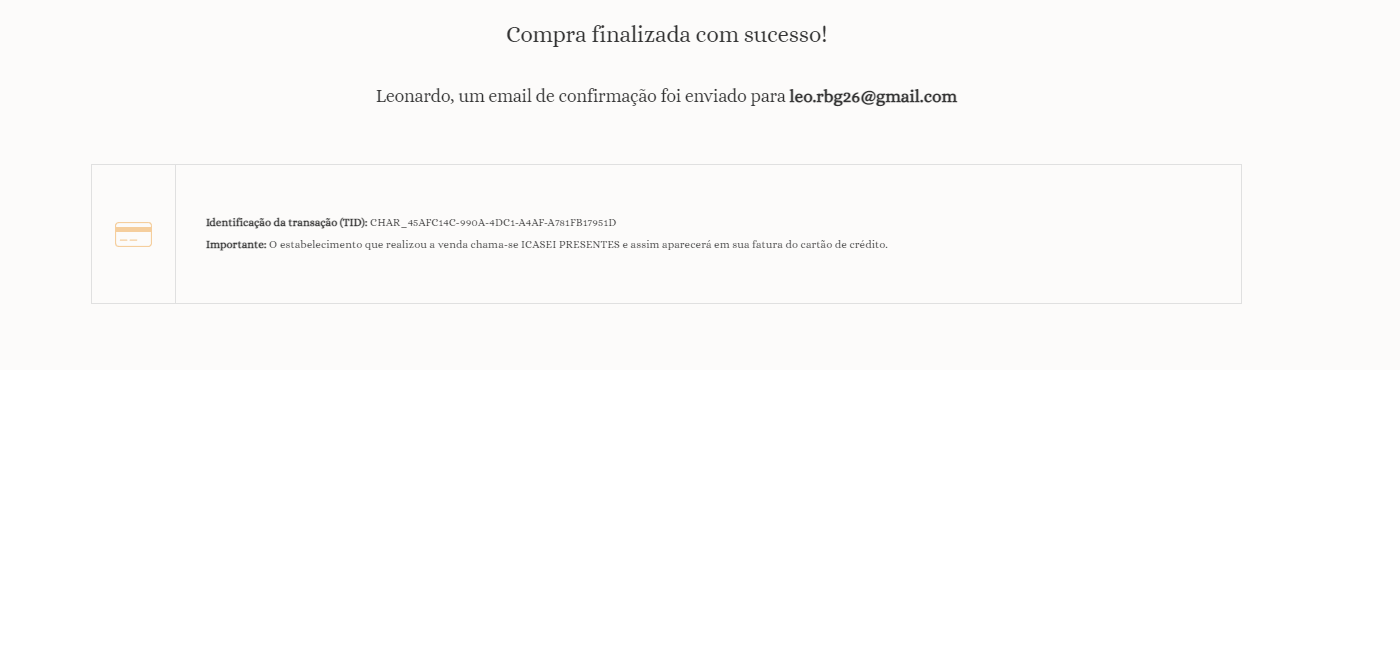 Compra finalizada com sucesso!
Leonardo, um email de confirmação foi enviado para leo.rbg26@gmail.com
Identificação da transação (TID): CHAR_45AFC14C-990A-4DC1-A4AF-A781FB17951D
Importante: O estabelecimento que realizou a venda chama-se ICASEI PRESENTES e assim aparecerá em sua fatura do cartão de crédito.